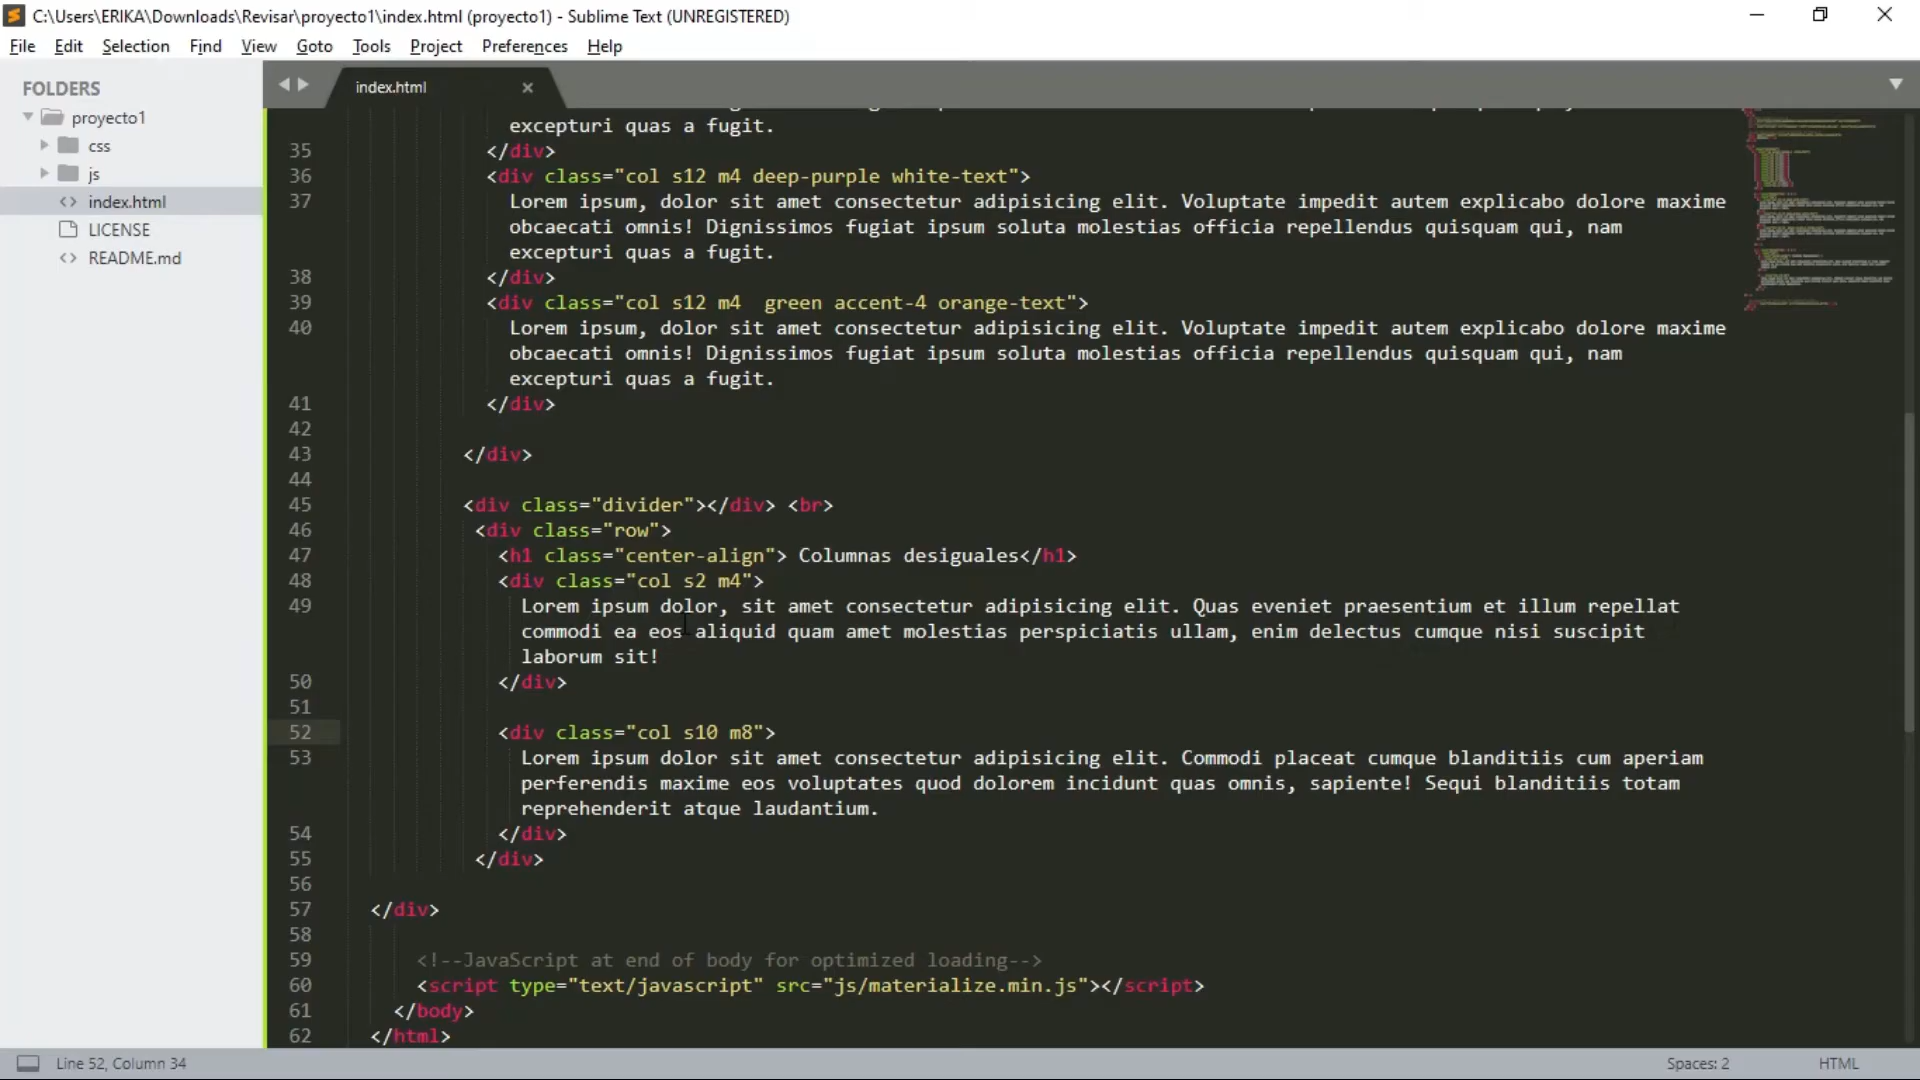 C:\Users\ERIKA\Downloads\Revisar\proyecto1\index.html (proyecto1) - Sublime Text (UNREGISTERED)
File Edit Selection Find View Goto Tools Project Preferences Help
FOLDERS
proyecto1
css
js
index.html
LICENSE
README.md
index.html
excepturi quas a fugit.
35 </div>
36 <div class="col s12 m4 deep-purple white-text">
37 Lorem ipsum, dolor sit amet consectetur adipisicing elit. Voluptate impedit autem explicabo dolore maxime
obcaecati omnis! Dignissimos fugiat ipsum soluta molestias officia repellendus quisquam qui, nam
excepturi quas a fugit.
38 </div>
39 <div class="col s12 m4  green accent-4 orange-text">
40 Lorem ipsum, dolor sit amet consectetur adipisicing elit. Voluptate impedit autem explicabo dolore maxime
obcaecati omnis! Dignissimos fugiat ipsum soluta molestias officia repellendus quisquam qui, nam
excepturi quas a fugit.
41 </div>
42
43 </div>
44
45 <div class="divider"></div> <br>
46 <div class="row">
47 <h1 class="center-align"> Columnas desiguales</h1>
48 <div class="col s2 m4">
49 Lorem ipsum dolor, sit amet consectetur adipisicing elit. Quas eveniet praesentium et illum repellat
commodi ea eos aliquid quam amet molestias perspiciatis ullam, enim delectus cumque nisi suscipit
laborum sit!
50 </div>
51
52 <div class="col s10 m8">
53 Lorem ipsum dolor sit amet consectetur adipisicing elit. Commodi placeat cumque blanditiis cum aperiam
perferendis maxime eos voluptates quod dolorem incidunt quas omnis, sapiente! Sequi blanditiis totam
reprehenderit atque laudantium.
54 </div>
55 </div>
56
57 </div>
58
59 <!--JavaScript at end of body for optimized loading-->
60 <script type="text/javascript" src="js/materialize.min.js"></script>
61 </body>
62 </html>
Line 52, Column 34
Spaces: 2
HTML